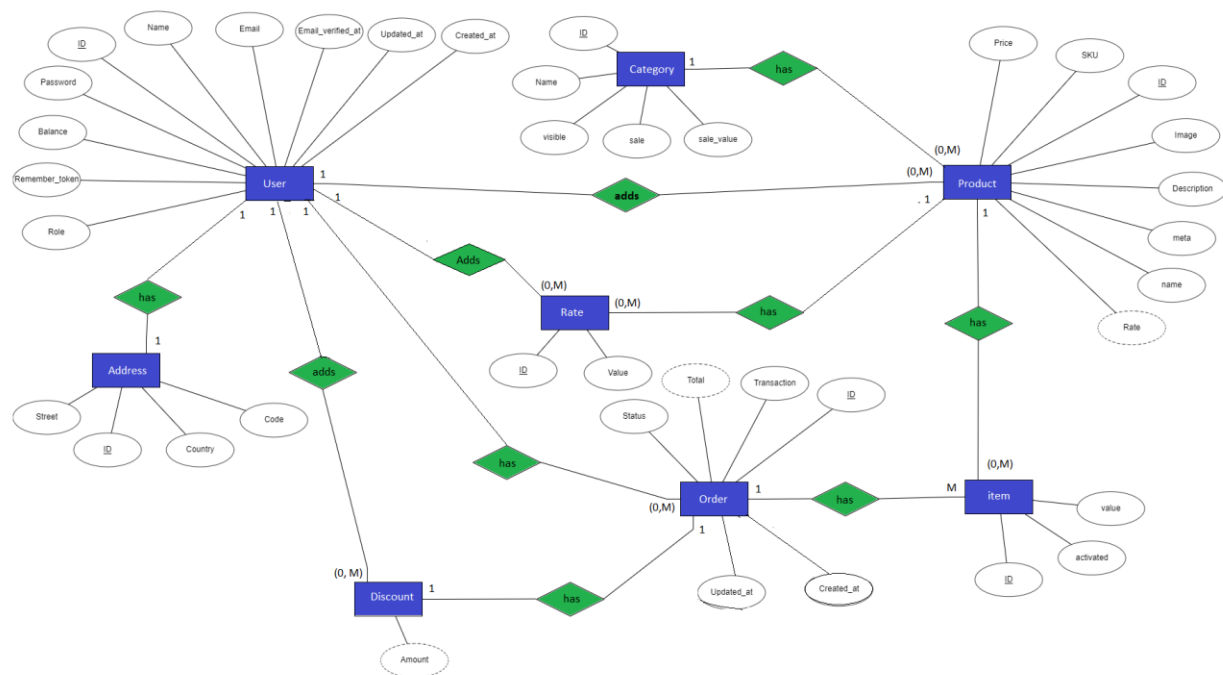 Name
Email
Email_verified_at
Updated_at
Created_at
ID
Password
Balance
Remember_token
Role
User
1
1
1
1
1
ID
Name
visible
sale
sale_value
Category
1
has
Price
SKU
ID
Image
Description
meta
name
Rate
(0,M)
(0,M)
Product
. 1
1
adds
Adds
(0,M)
(0,M)
Rate
has
ID
Value
has
1
Address
Street
ID
Country
Code
adds
has
has
Status
Total
Transaction
ID
(0,M)
Order
1
1
has
M
(0,M)
item
value
activated
ID
Updated_at
Created_at
(0, M)
Discount
1
has
Amount